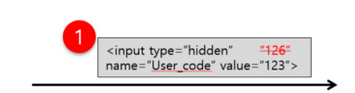 1
<input type="hidden" "126"
name="User_code" value="123">